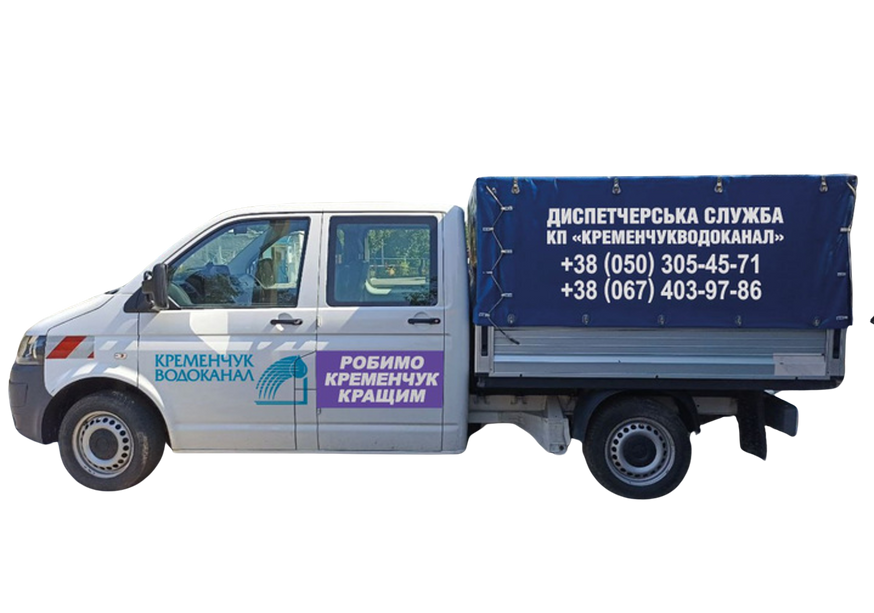 ДИСПЕТЧЕРСЬКА СЛУЖБА
КП «КРЕМЕНЧУКВОДОКАНАЛ»
+38 (050) 305-45-71
+38 (067) 403-97-86
КРЕМЕНЧУК
ВОДОКАНАЛ
РОБИМО
КРЕМЕНЧУК
КРАЩИМ